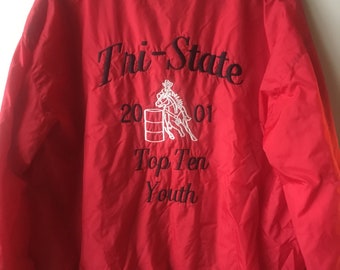 Tri-State
20 01
Top Ten
Youth